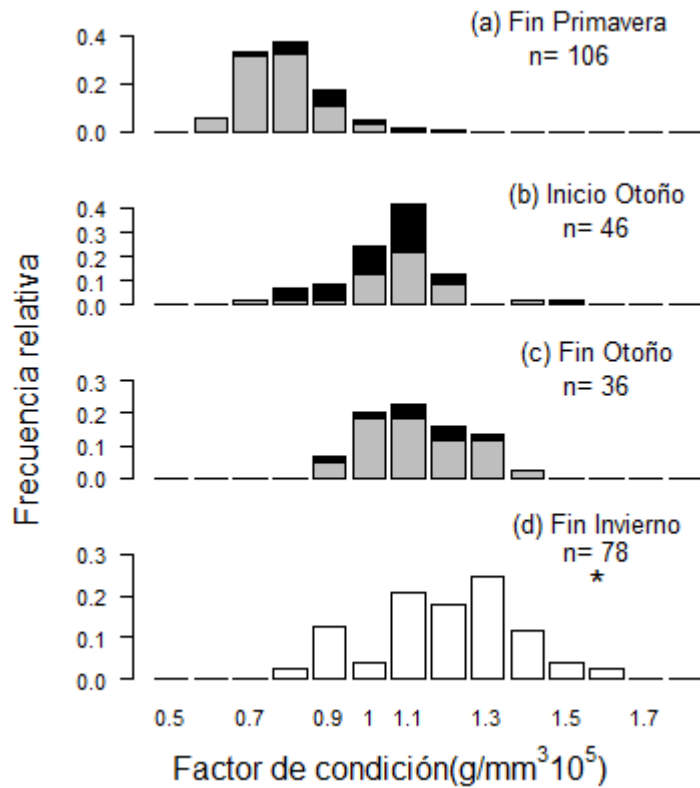 (a) Fin Primavera
n= 106
0.4
0.2
0.0
(b) Inicio Otoño
n= 46
0.4
0.3
0.2
0.1
0.0
(c) Fin Otoño
n= 36
0.3
0.2
0.1
0.0
(d) Fin Invierno
n= 78
*
0.3
0.2
0.1
0.0
Frecuencia relativa
0.5 0.7 0.9 1 1.1 1.3 1.5 1.7
Factor de condición(g/mm³10⁵)